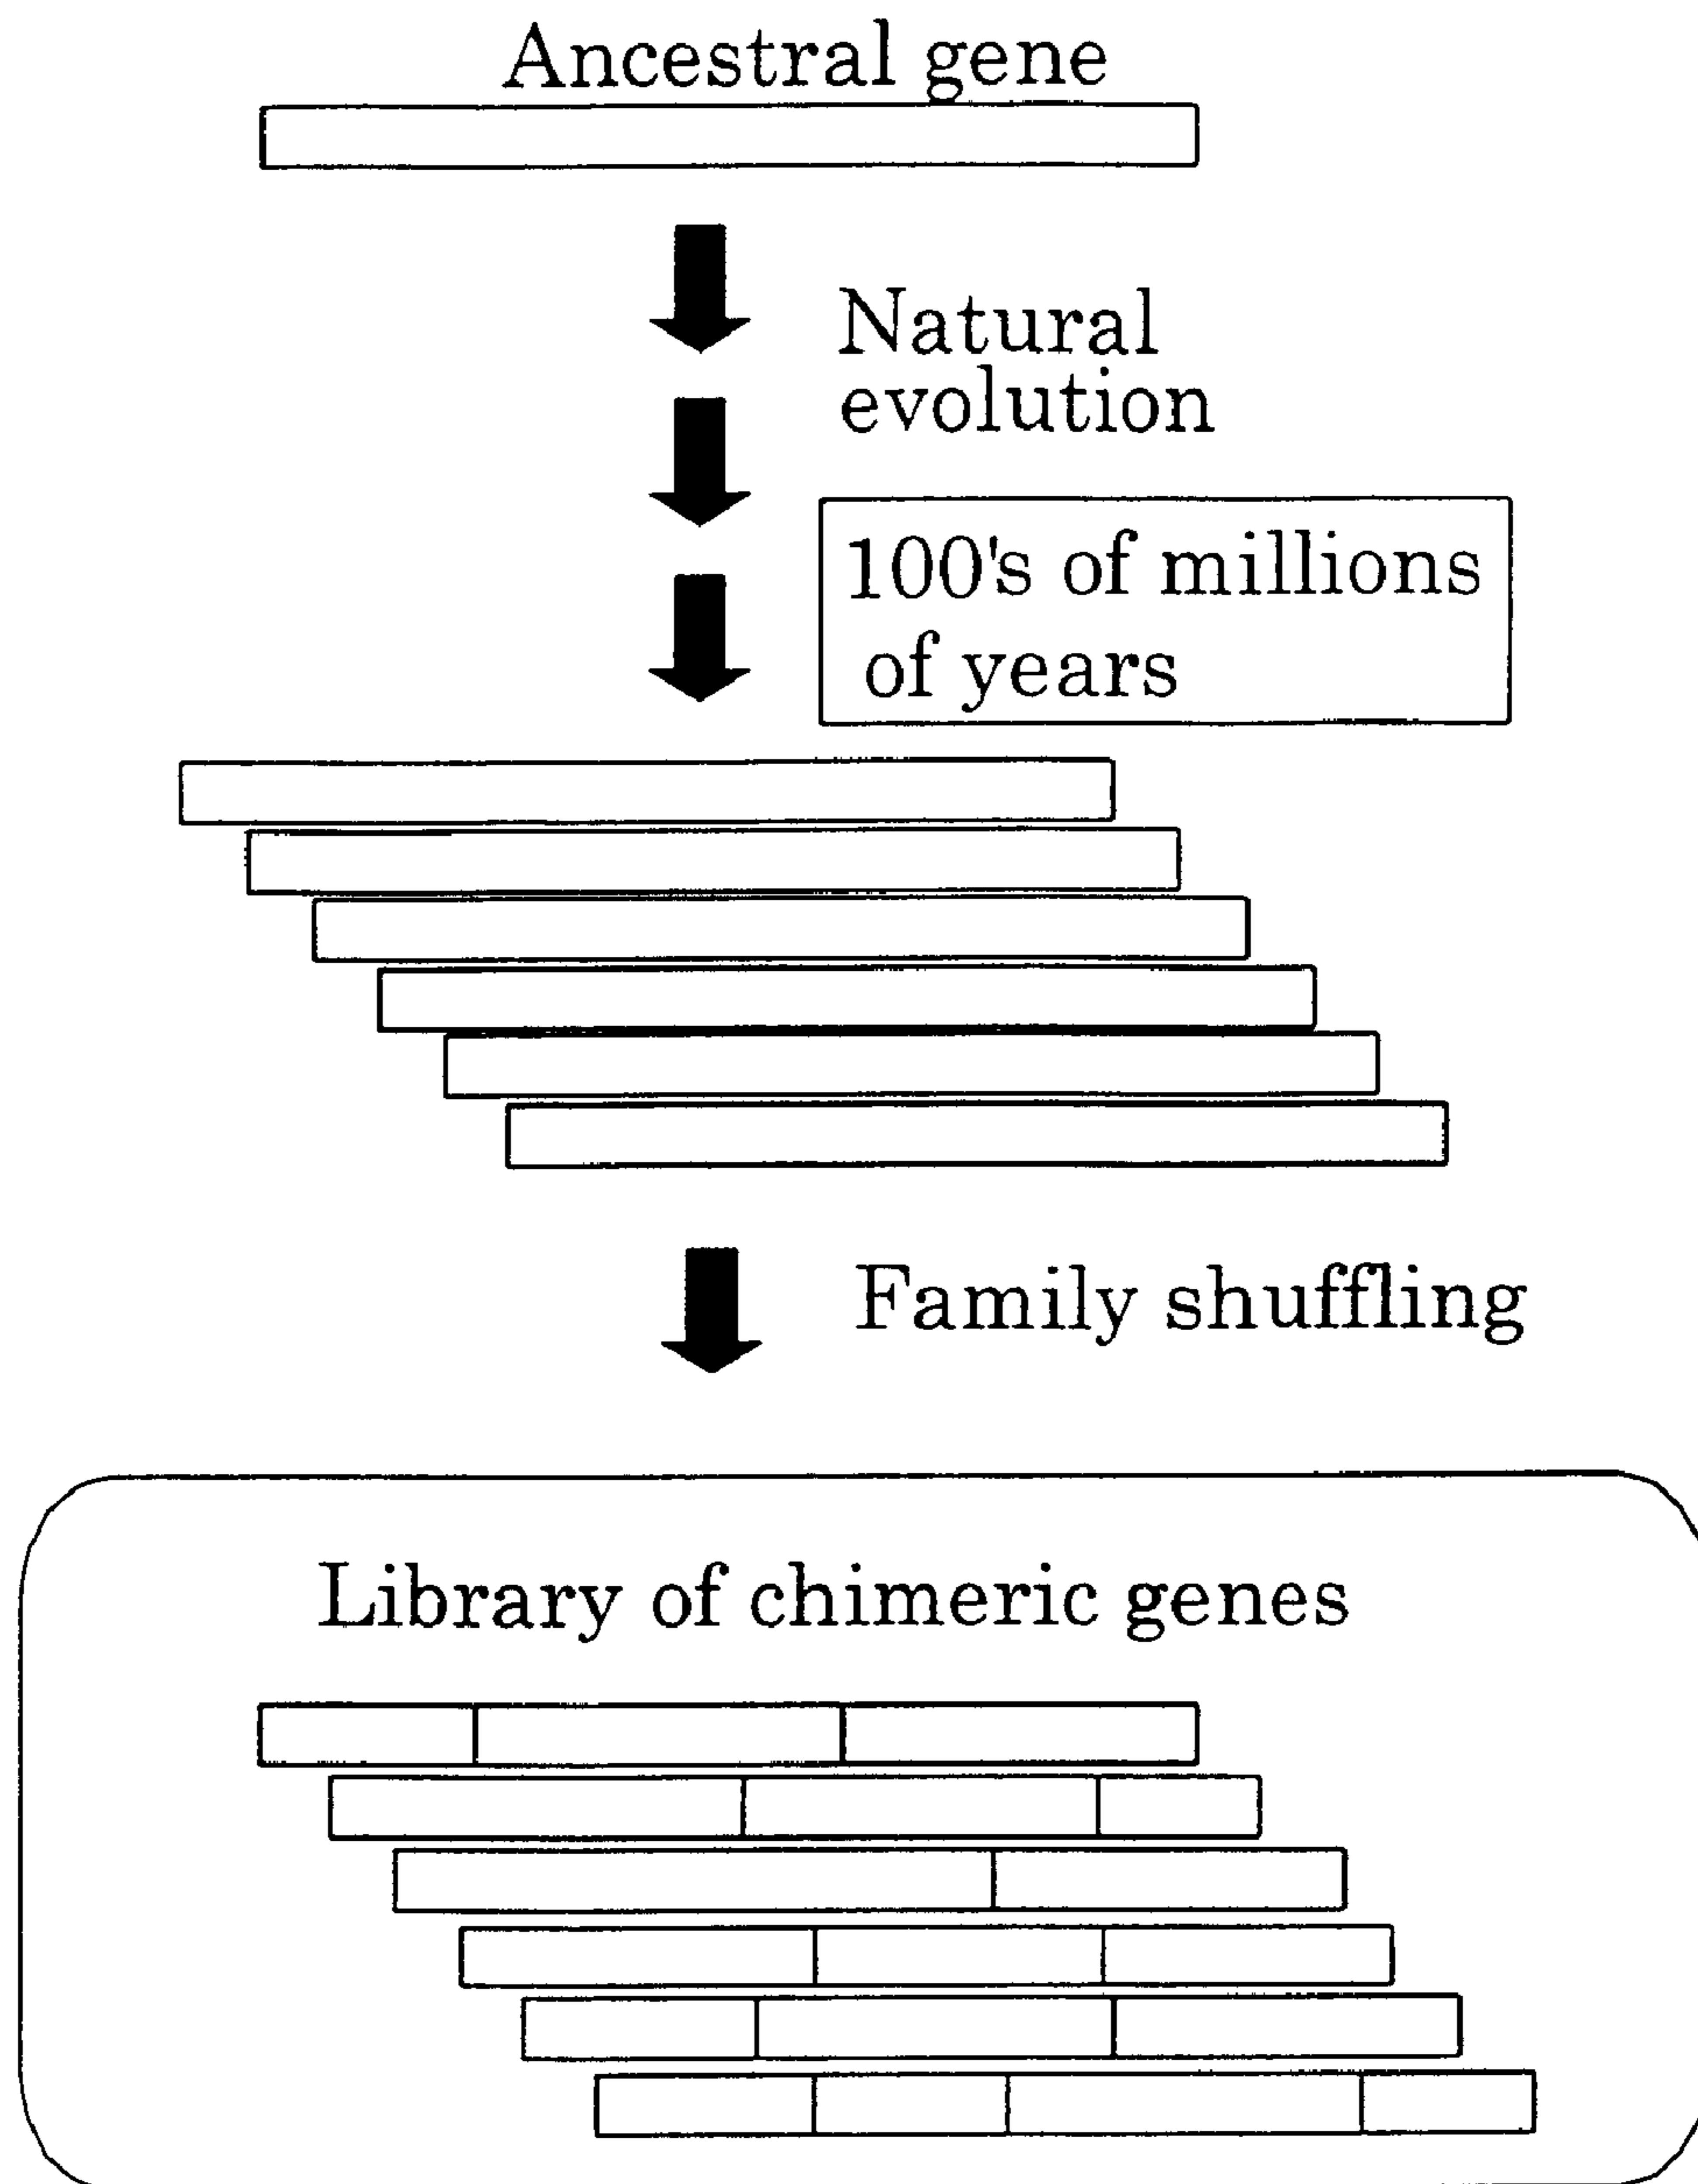 Ancestral gene
Natural
evolution
100's of millions
of years
Family shuffling
Library of chimeric genes